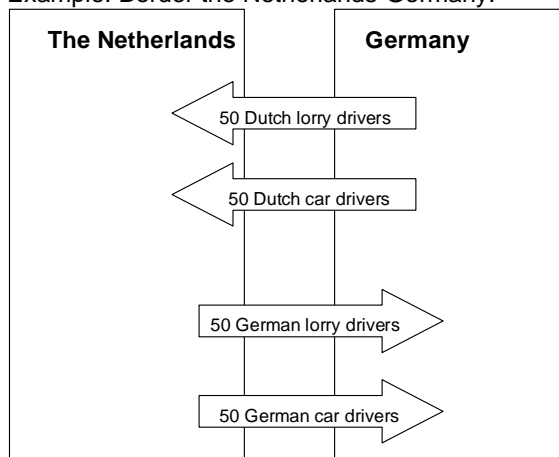 Example: Border the Netherlands-Germany:
The Netherlands
Germany
50 Dutch lorry drivers
50 Dutch car drivers
50 German lorry drivers
50 German car drivers